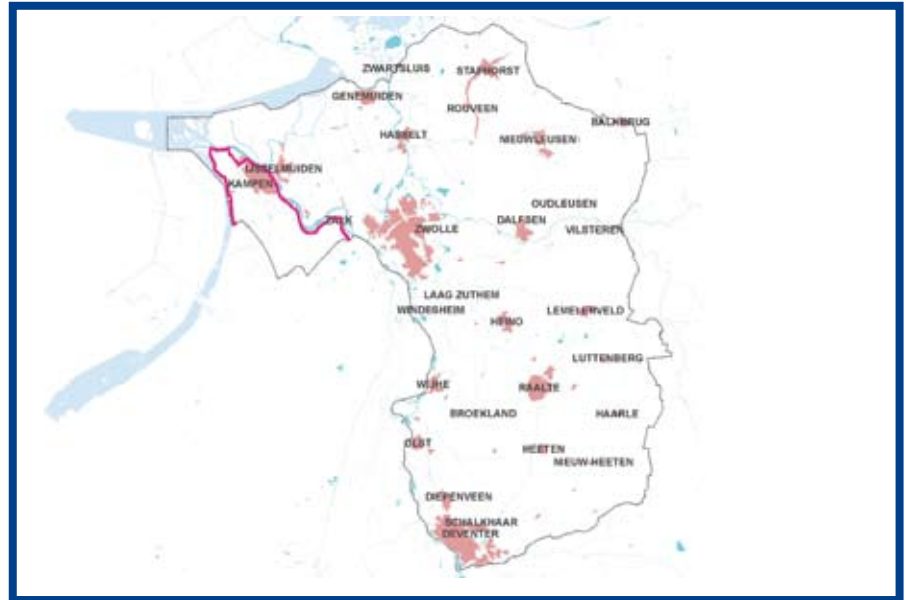 ZWARTSLUIS
STAPHORST
GENEMUIDEN
ROUVEEN
BALKBRUG
HASSELT
NIEUWLEUSEN
IJSSELMUIDEN
KAMPEN
OUDLEUSEN
ZALK
DALFSEN
ZWOLLE
VILSTEREN
LAAG ZUTHEM
WINDESHEIM
LEMELERVELD
HEINO
LUTTENBERG
WIJHE
RAALTE
BROEKLAND
HAARLE
OLST
HEETEN
NIEUW-HEETEN
DIEPENVEEN
SCHALKHAAR
DEVENTER